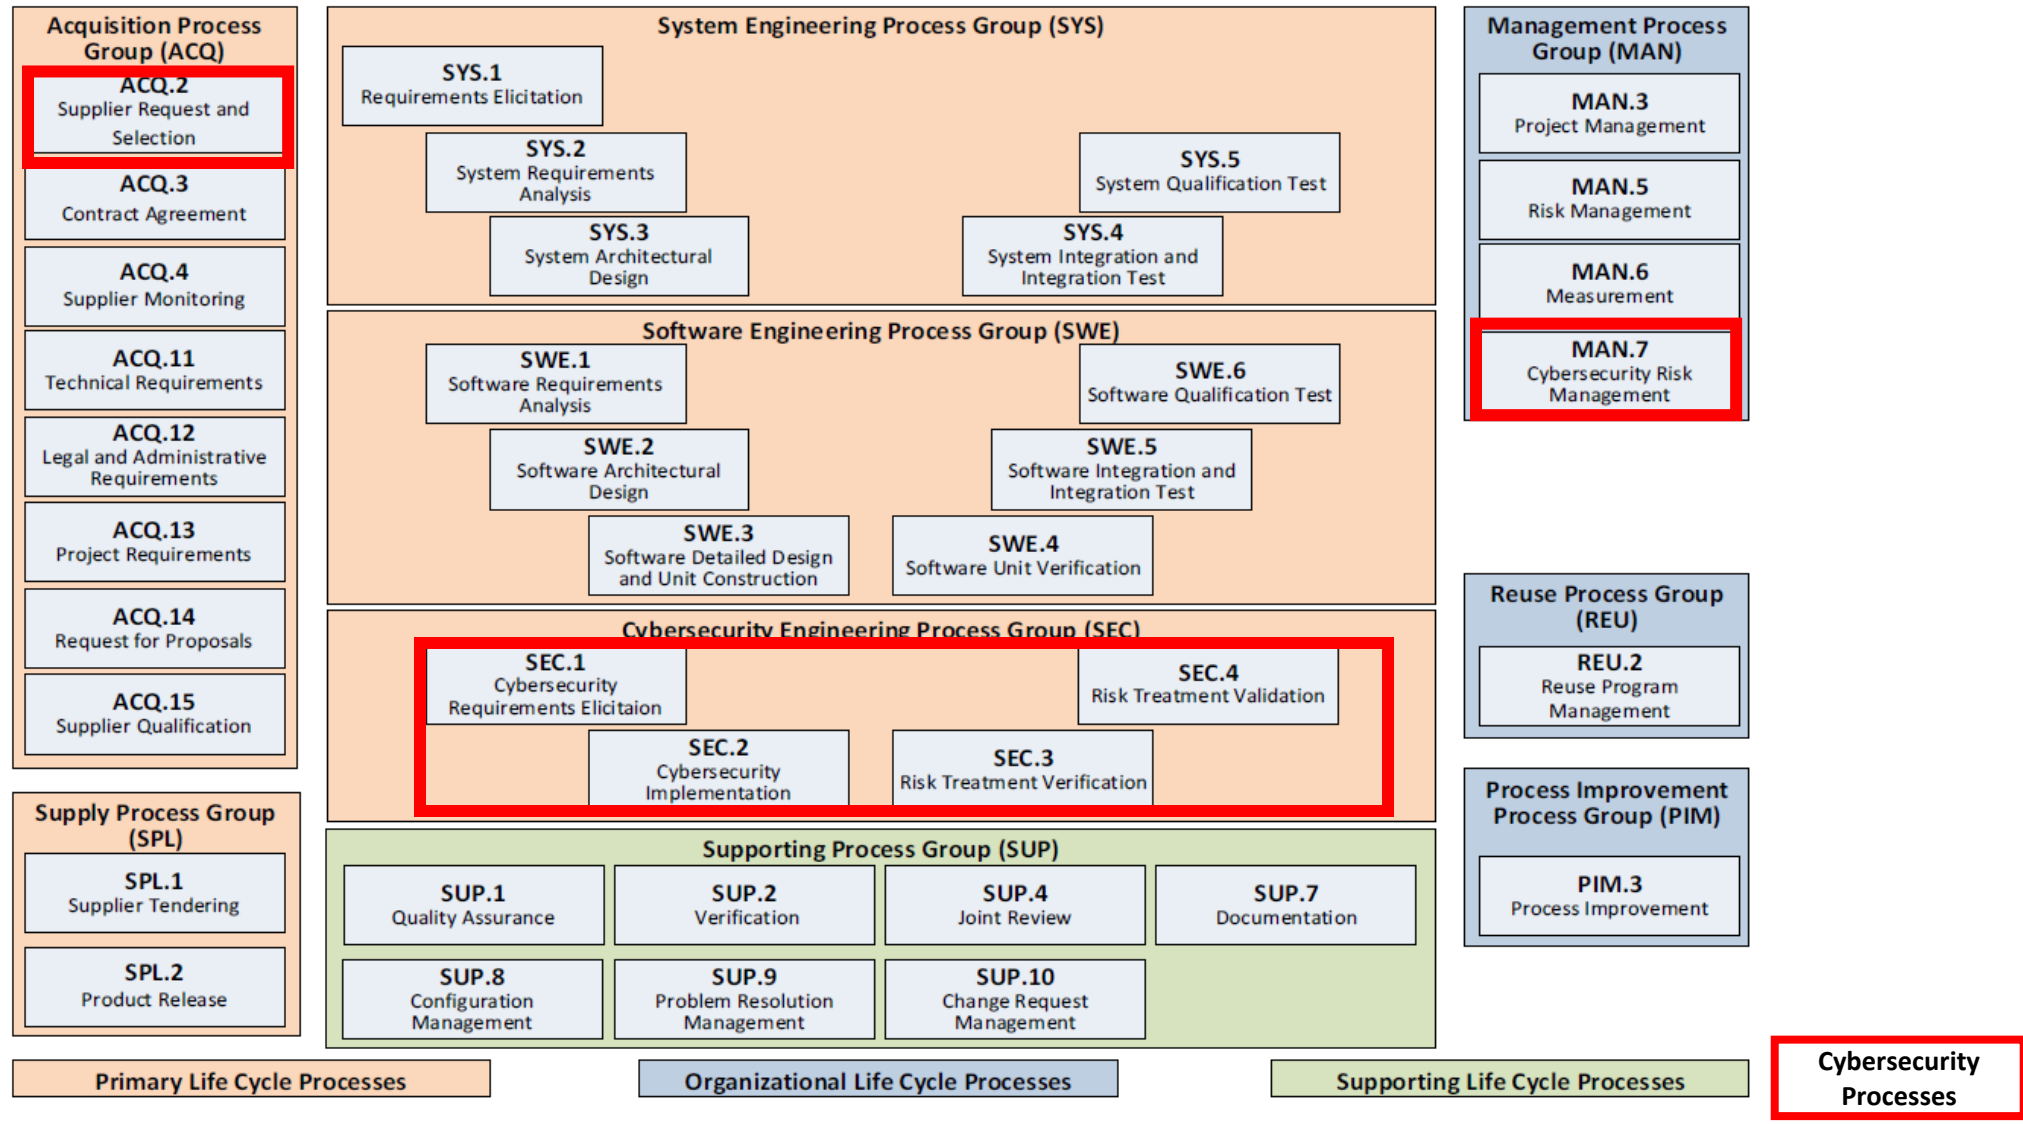 Acquisition Process
Group (ACQ)
ACQ.2
Supplier Request and
Selection
ACQ.3
Contract Agreement
ACQ.4
Supplier Monitoring
ACQ.11
Technical Requirements
ACQ.12
Legal and Administrative
Requirements
ACQ.13
Project Requirements
ACQ.14
Request for Proposals
ACQ.15
Supplier Qualification
Supply Process Group
(SPL)
SPL.1
Supplier Tendering
SPL.2
Product Release
System Engineering Process Group (SYS)
SYS.1
Requirements Elicitation
SYS.2
System Requirements
Analysis
SYS.3
System Architectural
Design
SYS.5
System Qualification Test
SYS.4
System Integration and
Integration Test
Software Engineering Process Group (SWE)
SWE.1
Software Requirements
Analysis
SWE.2
Software Architectural
Design
SWE.3
Software Detailed Design
and Unit Construction
SWE.6
Software Qualification Test
SWE.5
Software Integration and
Integration Test
SWE.4
Software Unit Verification
Cybersecurity Engineering Process Group (SEC)
SEC.1
Cybersecurity
Requirements Elicitaion
SEC.2
Cybersecurity
Implementation
SEC.4
Risk Treatment Validation
SEC.3
Risk Treatment Verification
Supporting Process Group (SUP)
SUP.1
Quality Assurance
SUP.2
Verification
SUP.4
Joint Review
SUP.7
Documentation
SUP.8
Configuration
Management
SUP.9
Problem Resolution
Management
SUP.10
Change Request
Management
Management Process
Group (MAN)
MAN.3
Project Management
MAN.5
Risk Management
MAN.6
Measurement
MAN.7
Cybersecurity Risk
Management
Reuse Process Group
(REU)
REU.2
Reuse Program
Management
Process Improvement
Process Group (PIM)
PIM.3
Process Improvement
Primary Life Cycle Processes
Organizational Life Cycle Processes
Supporting Life Cycle Processes
Cybersecurity
Processes